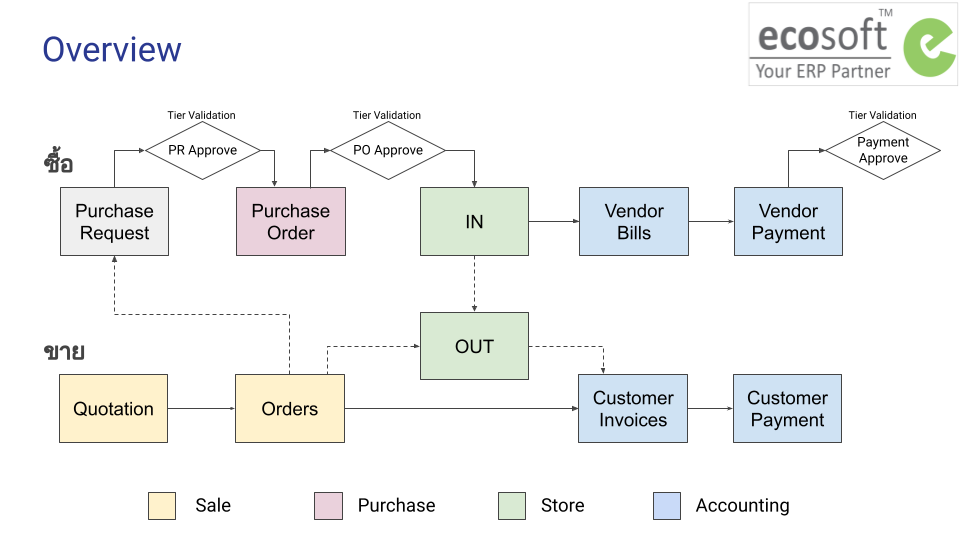 Overview
ecosoft™
Your ERP Partner
Tier Validation
Tier Validation
Tier Validation
PR Approve
PO Approve
Payment
Approve
ซื้อ
Purchase
Request
Purchase
Order
IN
Vendor
Bills
Vendor
Payment
OUT
ขาย
Quotation
Orders
Customer
Invoices
Customer
Payment
Sale
Purchase
Store
Accounting